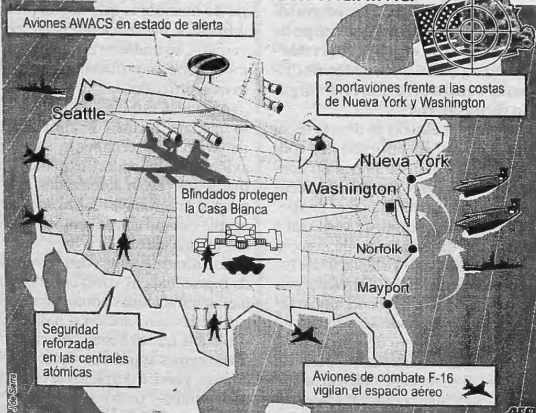 Aviones AWACS en estado de alerta
2 portaviones frente a las costas
de Nueva York y Washington
Seattle
Nueva York
Washington
Blindados protegen
la Casa Blanca
Norfolk
Mayport
Seguridad
reforzada
en las centrales
atómicas
Aviones de combate F-16
vigilan el espacio aéreo
AFP